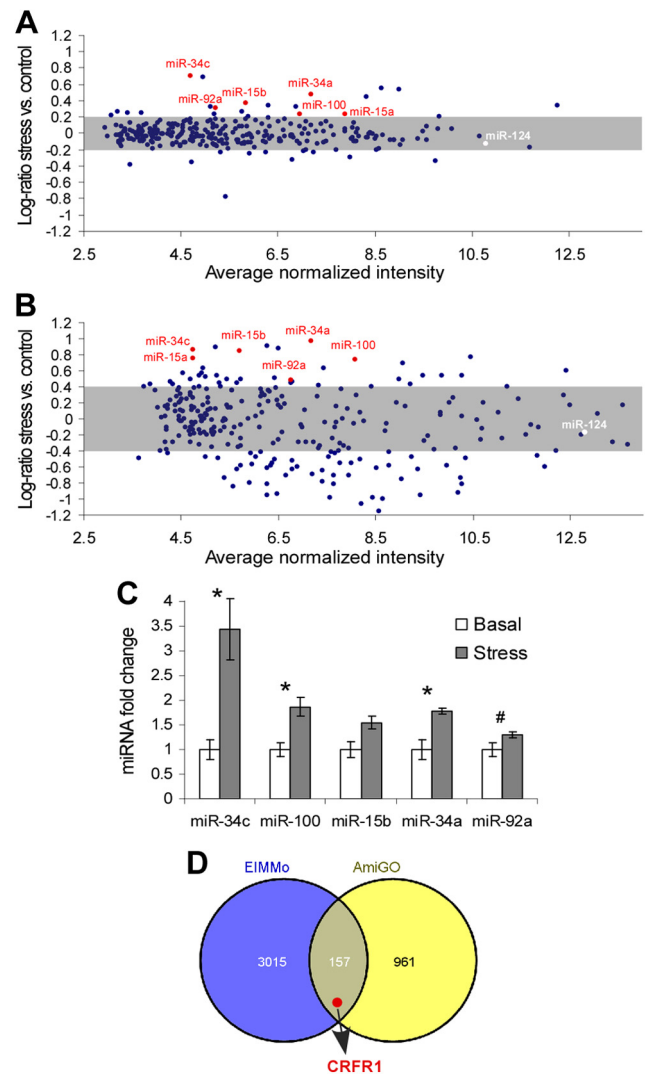 A
Log-ratio stress vs. control
1.2
1
0.8
0.6
0.4
0.2
0
-0.2
-0.4
-0.6
-0.8
-1
-1.2
miR-34c
miR-92a
miR-15b
miR-34a
miR-100
miR-15a
miR-124
2.5 4.5 6.5 8.5 10.5 12.5
Average normalized intensity
B
Log-ratio stress vs. control
1.2
1
0.8
0.6
0.4
0.2
0
-0.2
-0.4
-0.6
-0.8
-1
-1.2
miR-34c
miR-15a
miR-15b
miR-92a
miR-34a
miR-100
miR-124
2.5 4.5 6.5 8.5 10.5 12.5
Average normalized intensity
C
miRNA fold change
4
3.5
3
2.5
2
1.5
1
0.5
0
* * * #
Basal
Stress
miR-34c miR-100 miR-15b miR-34a miR-92a
D
EIMMo AmiGO
3015 157 961
CRFR1